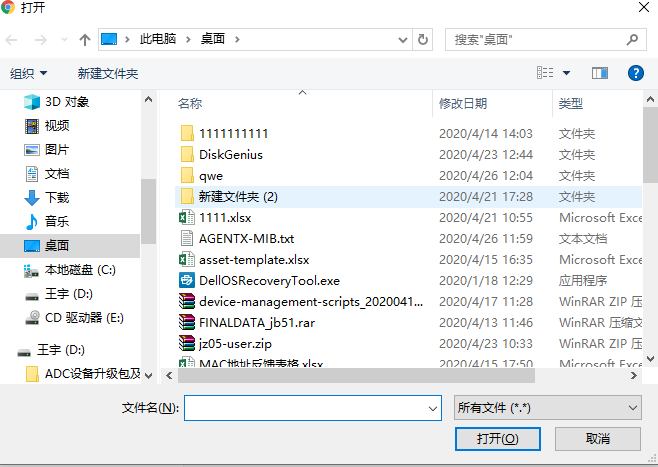 打开
此电脑 桌面 搜索"桌面"
组织 新建文件夹
名称 修改日期 类型
3D 对象
视频
图片
文档
下载
音乐
桌面
本地磁盘 (C:)
王宇 (D:)
CD 驱动器 (E:)
王宇 (D:)
ADC设备升级包及
1111111111 2020/4/14 14:03 文件夹
DiskGenius 2020/4/23 12:44 文件夹
qwe 2020/4/26 12:04 文件夹
新建文件夹 (2) 2020/4/21 17:28 文件夹
1111.xlsx 2020/4/21 10:55 Microsoft Exce
AGENTX-MIB.txt 2020/4/26 11:59 文本文档
asset-template.xlsx 2020/4/15 16:35 Microsoft Exce
DellOSRecoveryTool.exe 2020/1/18 12:29 应用程序
device-management-scripts_2020041... 2020/4/17 11:28 WinRAR ZIP 压
FINALDATA_jb51.rar 2020/4/13 11:46 WinRAR 压缩文
jz05-user.zip 2020/4/23 10:33 WinRAR ZIP 压
MAC地址反馈表格.xlsx 2020/4/15 17:50 Microsoft Exce
文件名(N): 所有文件 (*.*)
打开(O) 取消